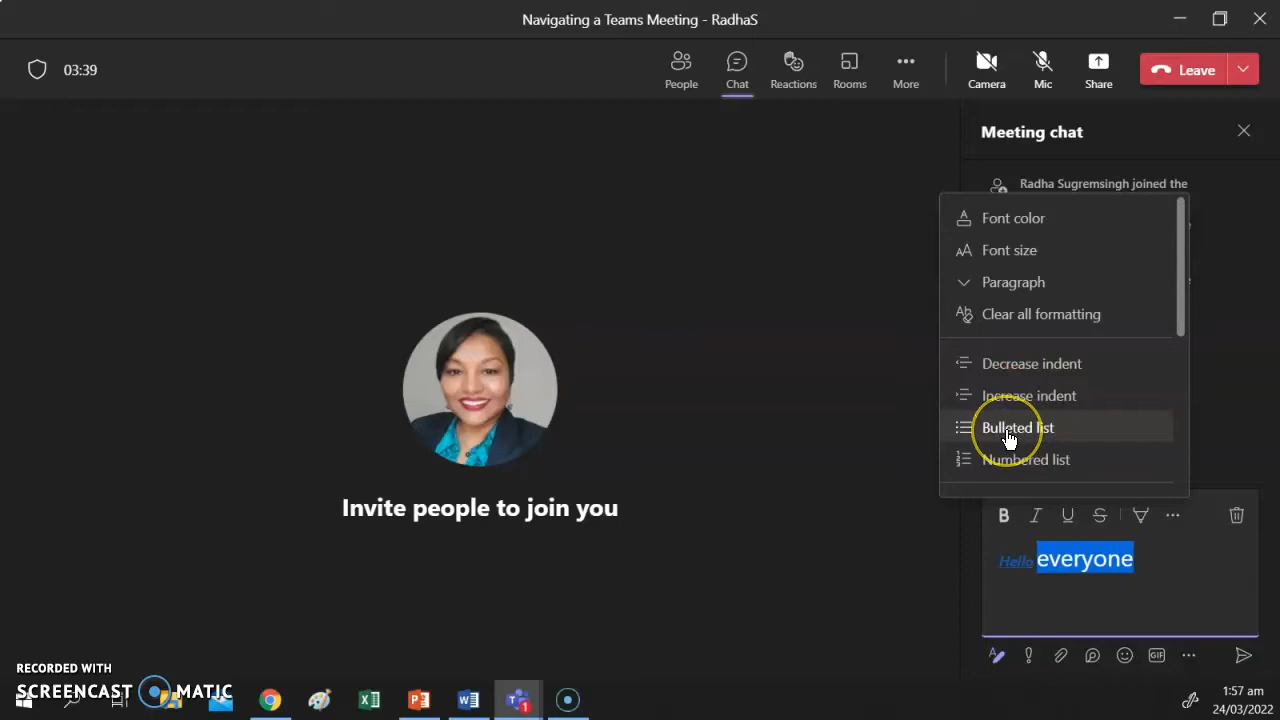 Navigating a Teams Meeting - RadhaS
03:39
People
Chat
Reactions
Rooms
More
Camera
Mic
Share
Leave
Meeting chat
Radha Sugremsingh joined the
Font color
Font size
Paragraph
Clear all formatting
Decrease indent
Increase indent
Bulleted list
Numbered list
Invite people to join you
B I U S
Hello everyone
GIF
RECORDED WITH
SCREENCAST MATIC
1:57 am
24/03/2022